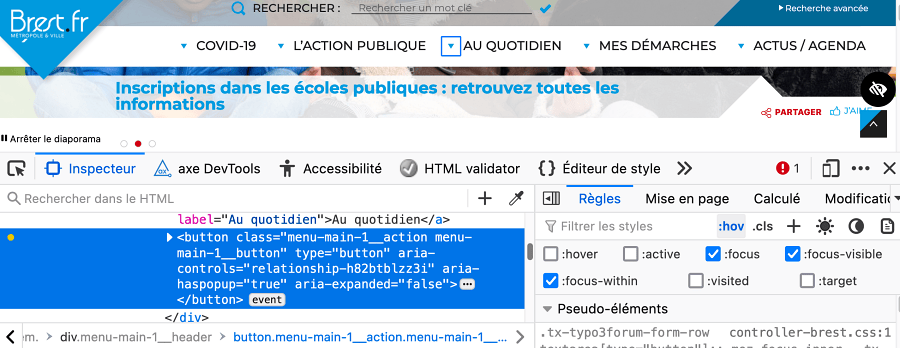 Brest.fr
MÉTROPOLE & VILLE
RECHERCHER : Rechercher un mot clé
Recherche avancée
COVID-19 L'ACTION PUBLIQUE AU QUOTIDIEN MES DÉMARCHES ACTUS / AGENDA
Inscriptions dans les écoles publiques : retrouvez toutes les
informations
PARTAGER J'AIME
Arrêter le diaporama
Inspecteur axe DevTools Accessibilité HTML validator {} Éditeur de style 1
Rechercher dans le HTML
label="Au quotidien">Au quotidien</a>
<button class="menu-main-1__action menu-
main-1__button" type="button" aria-
controls="relationship-h82btblzz3i" aria-
haspopup="true" aria-expanded="false">
</button> event
</div>
em. div.menu-main-1__header button.menu-main-1__action.menu-main-1__...
Règles Mise en page Calculé Modificatio
Filtrer les styles :hov .cls
:hover :active :focus :focus-visible
:focus-within :visited :target
Pseudo-éléments
.tx-typo3forum-form-row controller-brest.css:1